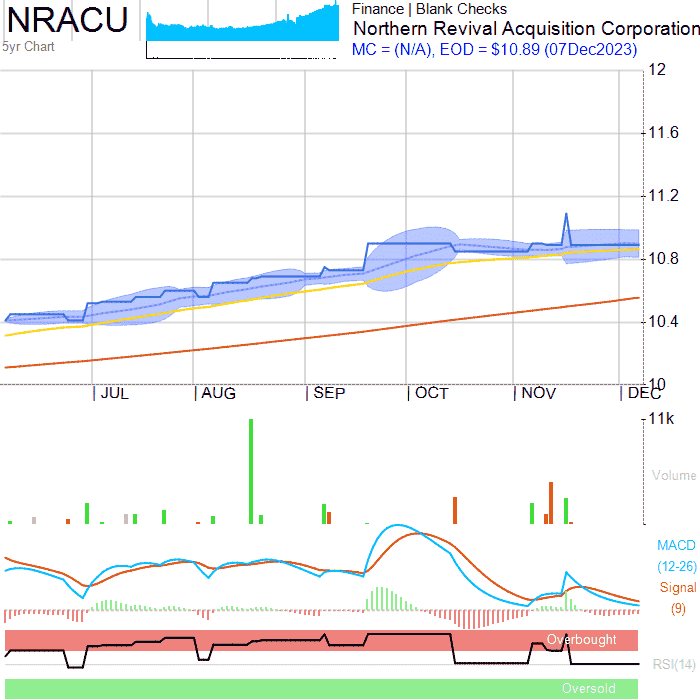 NRACU
5yr Chart
Finance | Blank Checks
Northern Revival Acquisition Corporation
MC = (N/A), EOD = $10.89 (07Dec2023)
12
11.6
11.2
10.8
10.4
10
JUL AUG SEP OCT NOV DEC
11k
Volume
MACD
(12-26)
Signal
(9)
Overbought
RSI(14)
Oversold